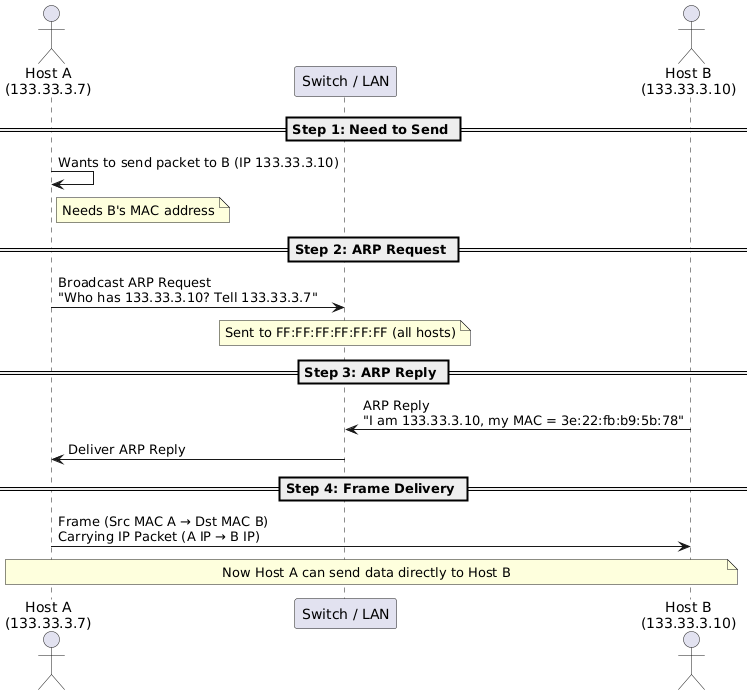 Host A
(133.33.3.7)
Switch / LAN
Host B
(133.33.3.10)
Step 1: Need to Send
Wants to send packet to B (IP 133.33.3.10)
Needs B's MAC address
Step 2: ARP Request
Broadcast ARP Request
"Who has 133.33.3.10? Tell 133.33.3.7"
Sent to FF:FF:FF:FF:FF:FF (all hosts)
Step 3: ARP Reply
ARP Reply
"I am 133.33.3.10, my MAC = 3e:22:fb:b9:5b:78"
Deliver ARP Reply
Step 4: Frame Delivery
Frame (Src MAC A → Dst MAC B)
Carrying IP Packet (A IP → B IP)
Now Host A can send data directly to Host B
Host A
(133.33.3.7)
Switch / LAN
Host B
(133.33.3.10)